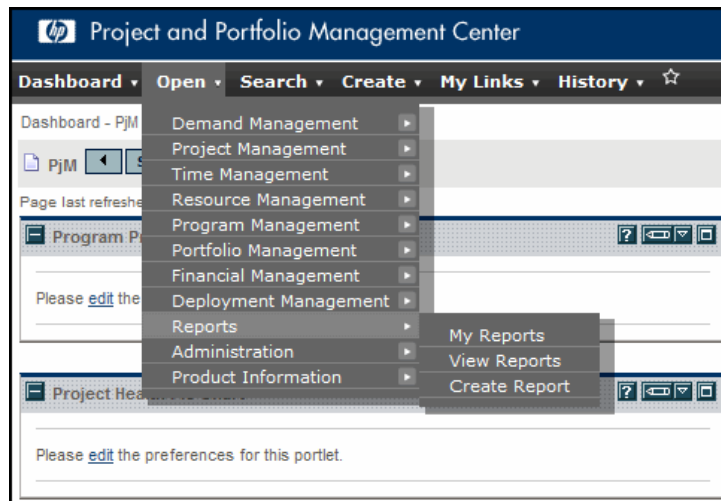 hp Project and Portfolio Management Center
Dashboard Open Search Create My Links History
Dashboard - PjM
PjM
Page last refreshe
Demand Management
Project Management
Time Management
Resource Management
Program Management
Portfolio Management
Financial Management
Deployment Management
Reports
Administration
Product Information
My Reports
View Reports
Create Report
Program P
?
Please edit the
Project Hea
?
Please edit the preferences for this portlet.